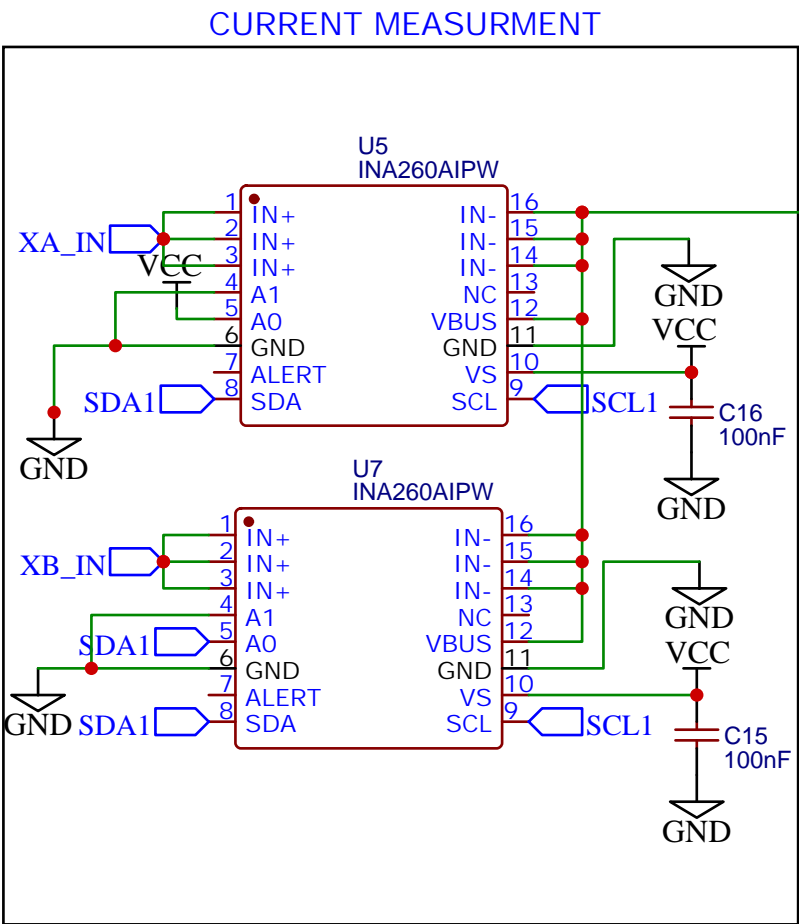 CURRENT MEASURMENT
U5
INA260AIPW
1 IN+ IN- 16
XA_IN 2 IN+ IN- 15
3 IN+ IN- 14
VCC
4 A1 NC 13
GND
5 A0 VBUS 12
VCC
6 GND GND 11
7 ALERT VS 10
SDA1 8 SDA SCL 9 SCL1
C16
100nF
GND
GND
U7
INA260AIPW
1 IN+ IN- 16
XB_IN 2 IN+ IN- 15
3 IN+ IN- 14
4 A1 NC 13
GND
SDA1 5 A0 VBUS 12
VCC
6 GND GND 11
7 ALERT VS 10
GND SDA1 8 SDA SCL 9 SCL1
C15
100nF
GND